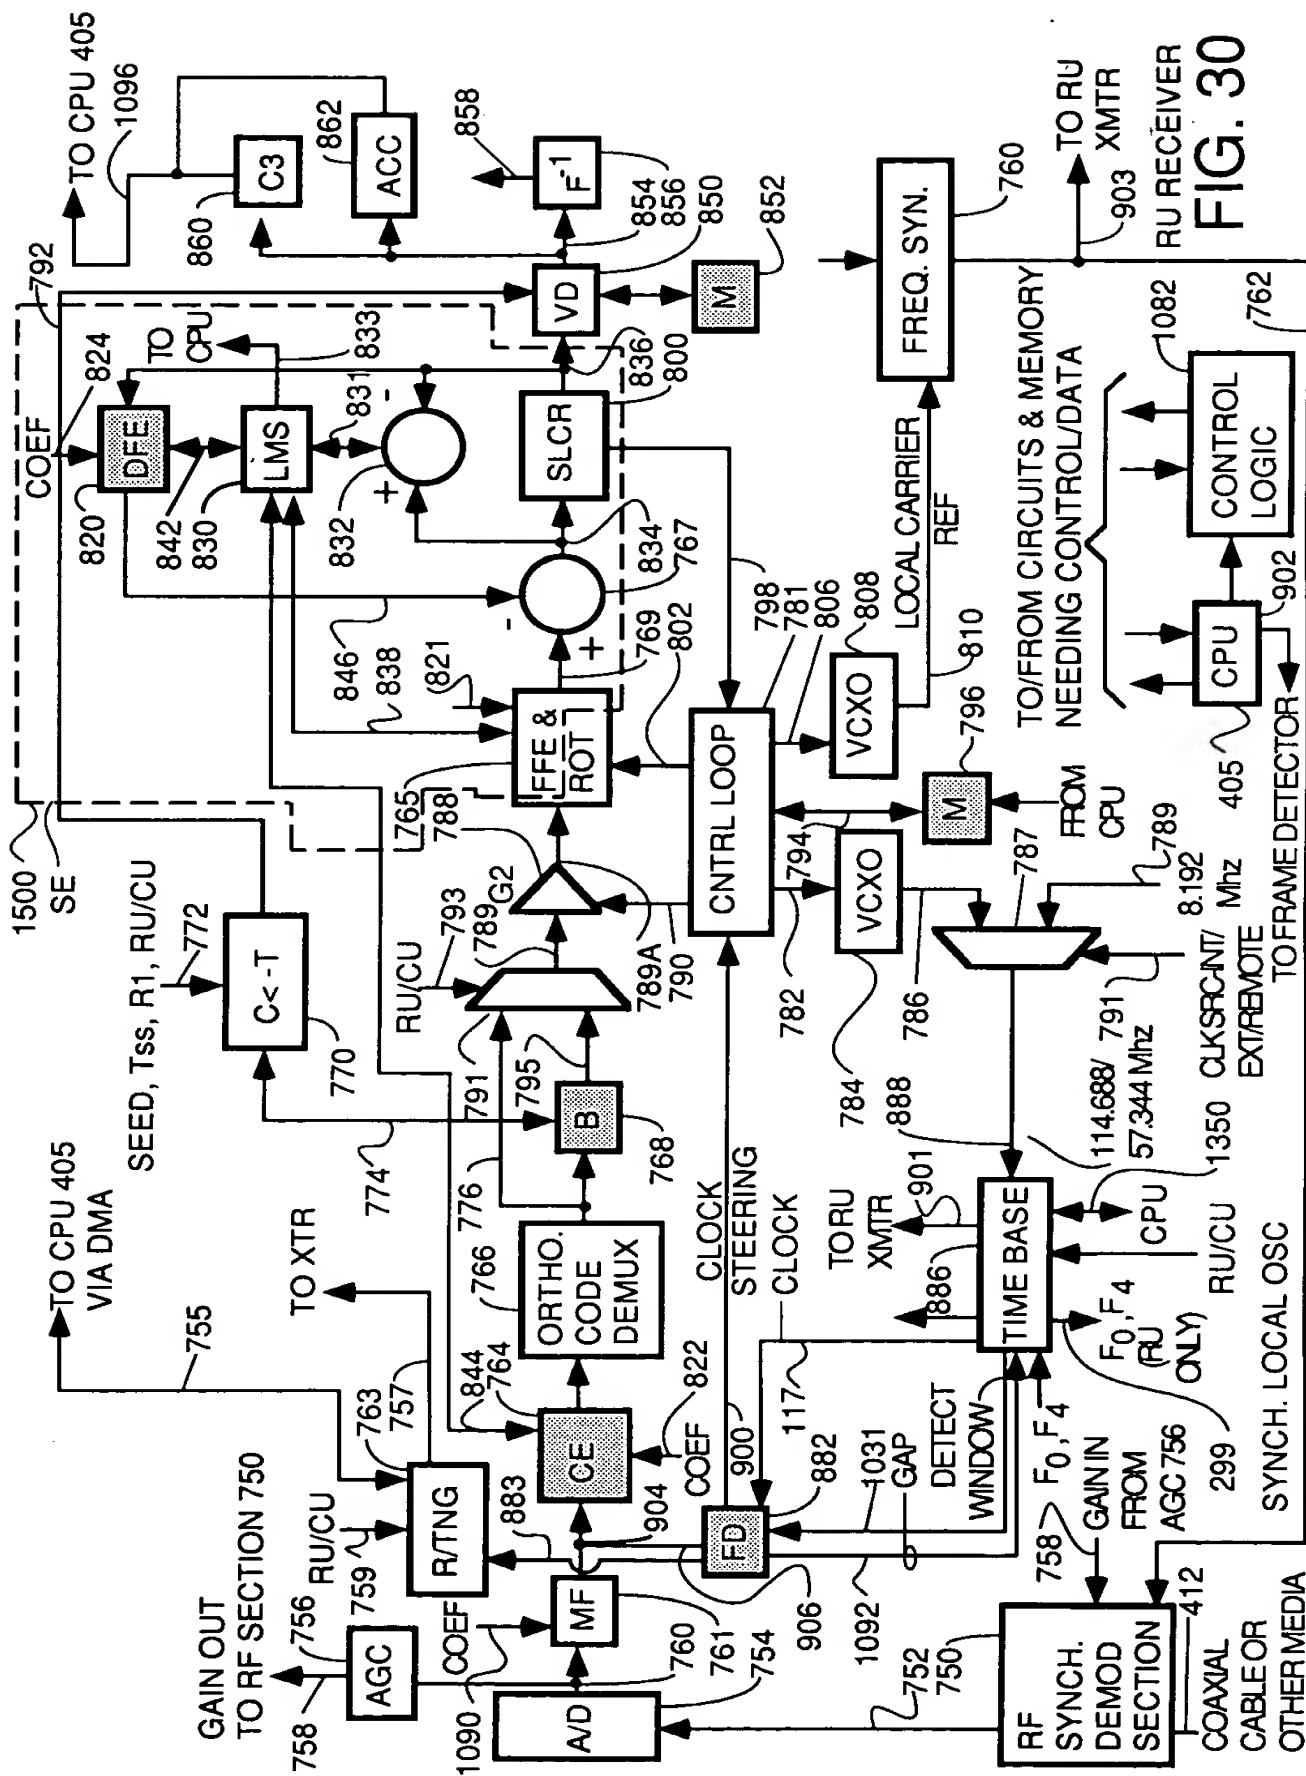 GAIN OUT
TO RF SECTION 750
758
756
AGC
RU/CU
759
TO CPU 405
VIA DMA
755
763
757
TO XTR
R/TNG
COEF
1090
A/D
MF
883
844
764
CE
904
822
COEF
760
761
754
906
766
ORTHO.
CODE
DEMUX
776
774
SEED, Tss, R1, RU/CU
772
C<-T
770
791
795
B
768
RU/CU
793
789
G2
788
765
789A
790
1500
SE
792
COEF
824
820
DFE
842
830
LMS
TO
CPU
833
831
832
+
-
846
838
821
FFE &
ROT
769
802
+
-
834
767
SLCR
836
800
VD
M
852
850
854
856
F-1
858
860
C3
862
ACC
TO CPU 405
1096
752
750
RF
SYNCH.
DEMOD
SECTION
412
COAXIAL
CABLE OR
OTHER MEDIA
758
GAIN IN
FROM
AGC 756
SYNCH. LOCAL OSC
762
FD
882
900
117
CLOCK
STEERING
CLOCK
1031
1092
GAP
DETECT
WINDOW
F0, F4
299
F0, F4
(RU
ONLY)
TIME BASE
886
TO RU
XMTR
901
888
RU/CU
CPU
1350
114.688/
57.344 Mhz
CLK SRC-INT/
EXT/REMOTE
791
8.192
Mhz
789
787
786
784
VCXO
782
794
CNTRL LOOP
798
781
806
808
VCXO
M
796
FROM
CPU
LOCAL CARRIER
REF
810
FREQ. SYN.
760
TO RU
XMTR
903
TO/FROM CIRCUITS & MEMORY
NEEDING CONTROL/DATA
CPU
405
902
TO FRAME DETECTOR
CONTROL
LOGIC
1082
RU RECEIVER
FIG. 30